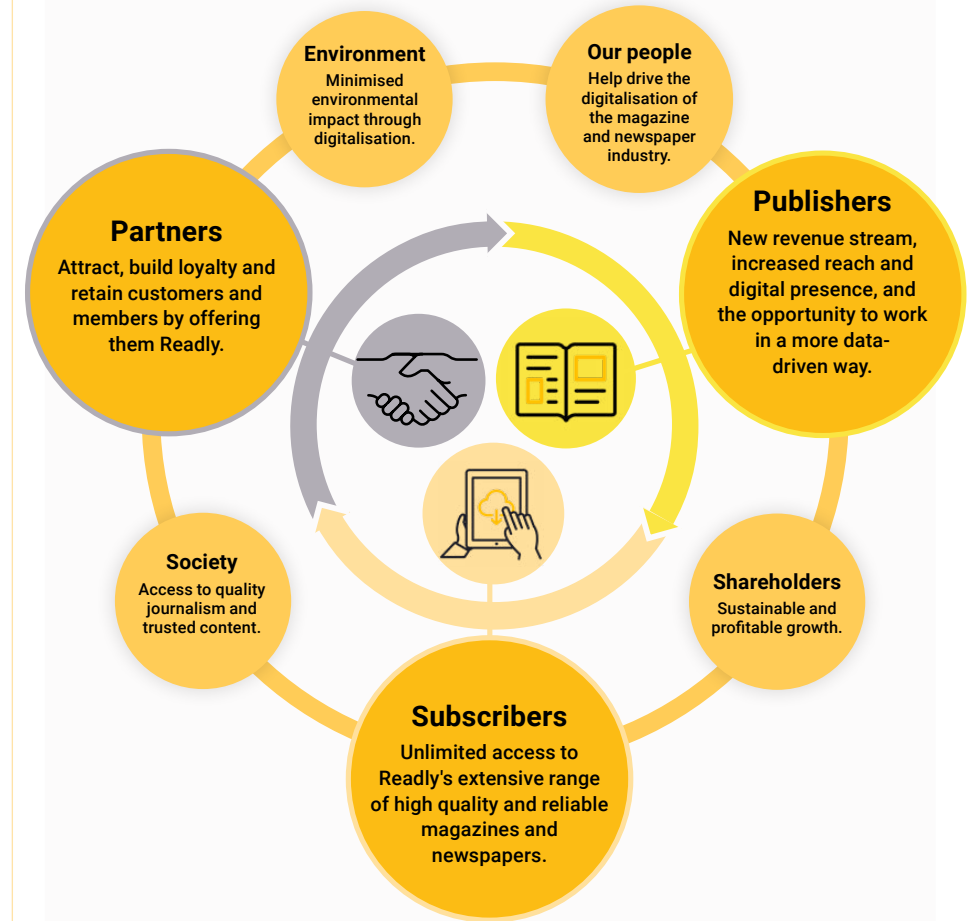 Environment
Minimised
environmental
impact through
digitalisation.
Our people
Help drive the
digitalisation of
the magazine
and newspaper
industry.
Partners
Attract, build loyalty and
retain customers and
members by offering
them Readly.
Publishers
New revenue stream,
increased reach and
digital presence, and
the opportunity to work
in a more data-
driven way.
Society
Access to quality
journalism and
trusted content.
Shareholders
Sustainable and
profitable growth.
Subscribers
Unlimited access to
Readly's extensive range
of high quality and reliable
magazines and
newspapers.